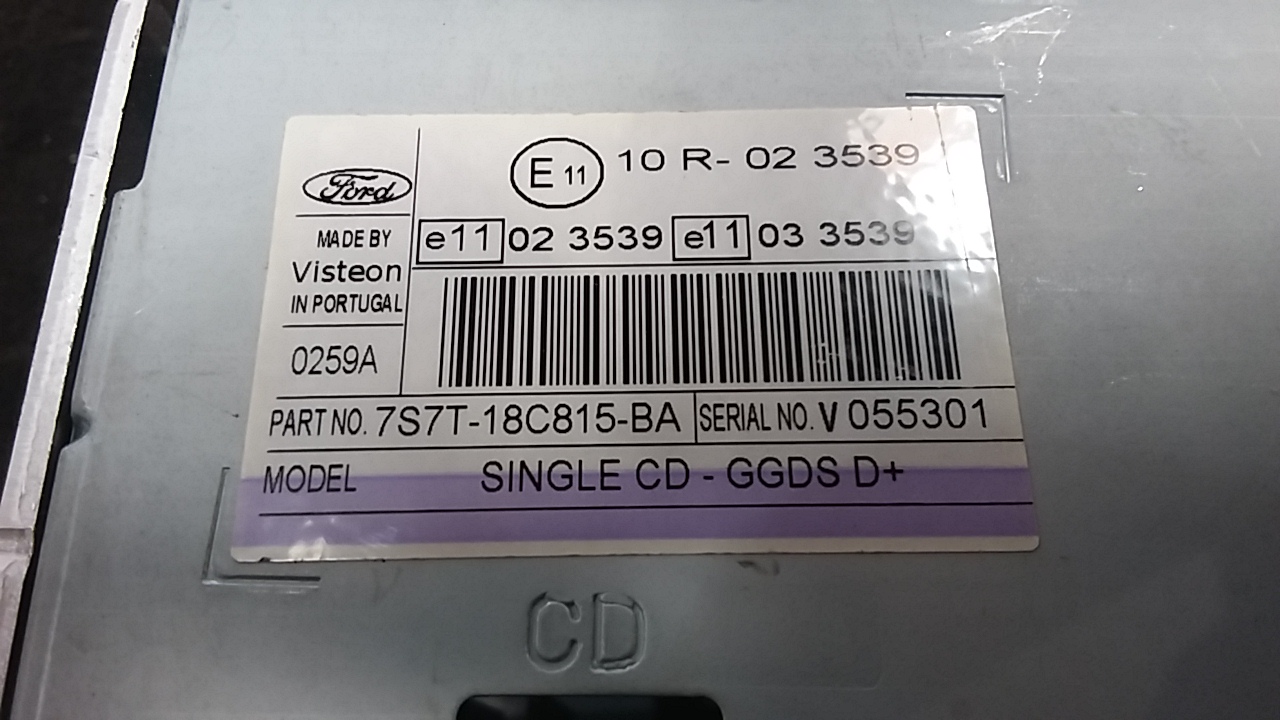 E 11 10 R- 02 3539
Ford
MADE BY
Visteon
IN PORTUGAL
0259A
e11 02 3539 e11 03 3539
PART NO. 7S7T-18C815-BA SERIAL NO. V 055301
MODEL SINGLE CD - GGDS D+
CD